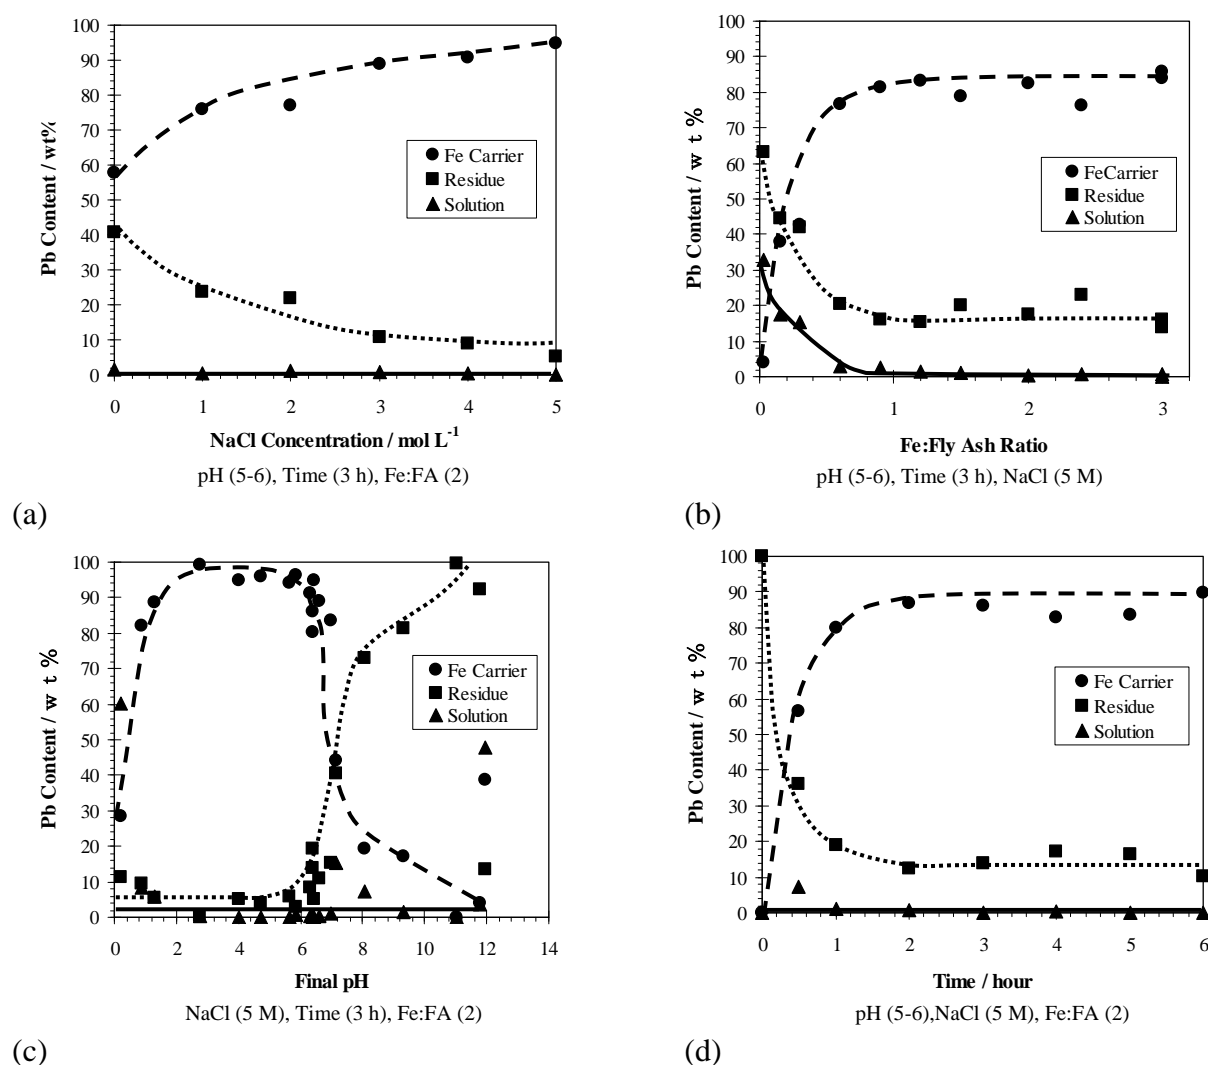 100
90
80
70
60
50
40
30
20
10
0
Pb Content / wt%
Fe Carrier
Residue
Solution
0 1 2 3 4 5
NaCl Concentration / mol L⁻¹
pH (5-6), Time (3 h), Fe:FA (2)
(a)
100
90
80
70
60
50
40
30
20
10
0
Pb Content / w t %
FeCarrier
Residue
Solution
0 1 2 3
Fe:Fly Ash Ratio
pH (5-6), Time (3 h), NaCl (5 M)
(b)
100
90
80
70
60
50
40
30
20
10
0
Pb Content / w t %
Fe Carrier
Residue
Solution
0 2 4 6 8 10 12 14
Final pH
NaCl (5 M), Time (3 h), Fe:FA (2)
(c)
100
90
80
70
60
50
40
30
20
10
0
Pb Content / w t %
Fe Carrier
Residue
Solution
0 1 2 3 4 5 6
Time / hour
pH (5-6),NaCl (5 M), Fe:FA (2)
(d)